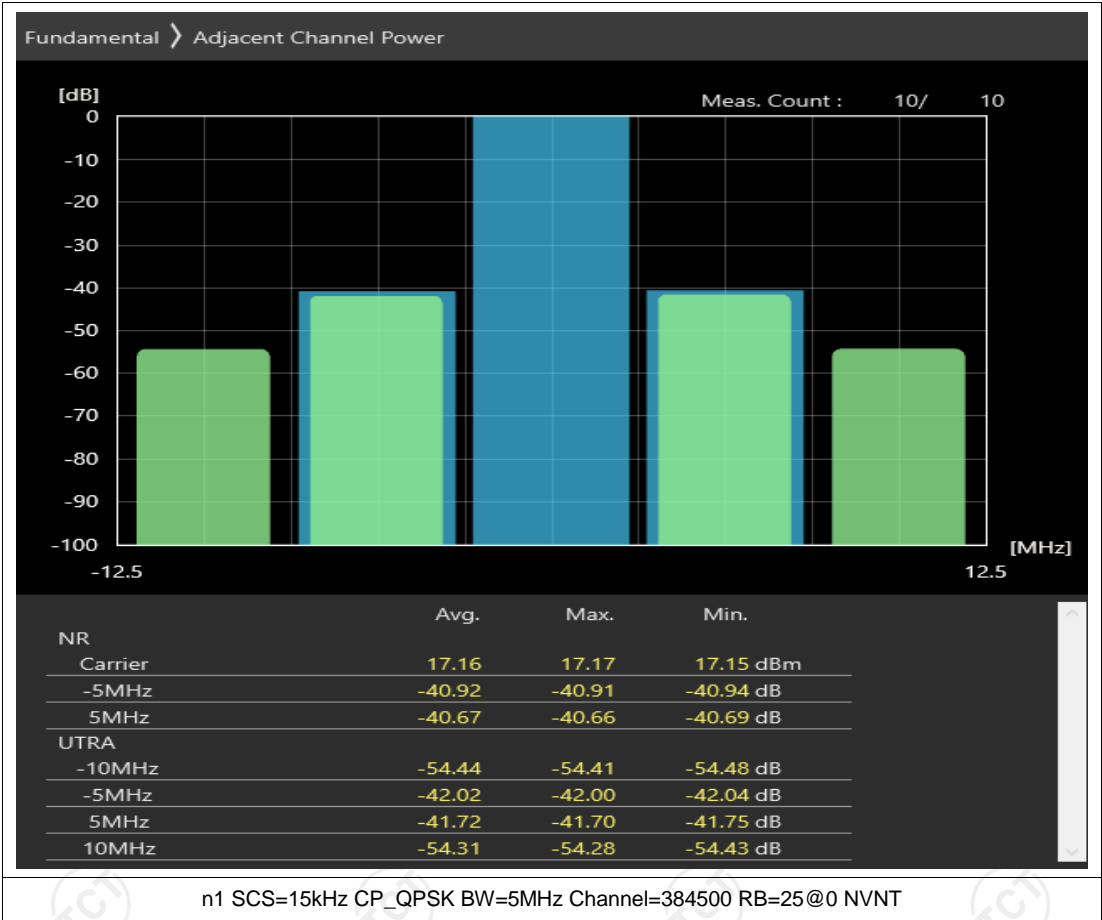 Fundamental 〉 Adjacent Channel Power
[dB]
Meas. Count : 10/ 10
0
-10
-20
-30
-40
-50
-60
-70
-80
-90
-100
[MHz]
-12.5 12.5
Avg. Max. Min.
NR
Carrier 17.16 17.17 17.15 dBm
-5MHz -40.92 -40.91 -40.94 dB
5MHz -40.67 -40.66 -40.69 dB
UTRA
-10MHz -54.44 -54.41 -54.48 dB
-5MHz -42.02 -42.00 -42.04 dB
5MHz -41.72 -41.70 -41.75 dB
10MHz -54.31 -54.28 -54.43 dB
n1 SCS=15kHz CP_QPSK BW=5MHz Channel=384500 RB=25@0 NVNT
TCT TCT TCT TCT